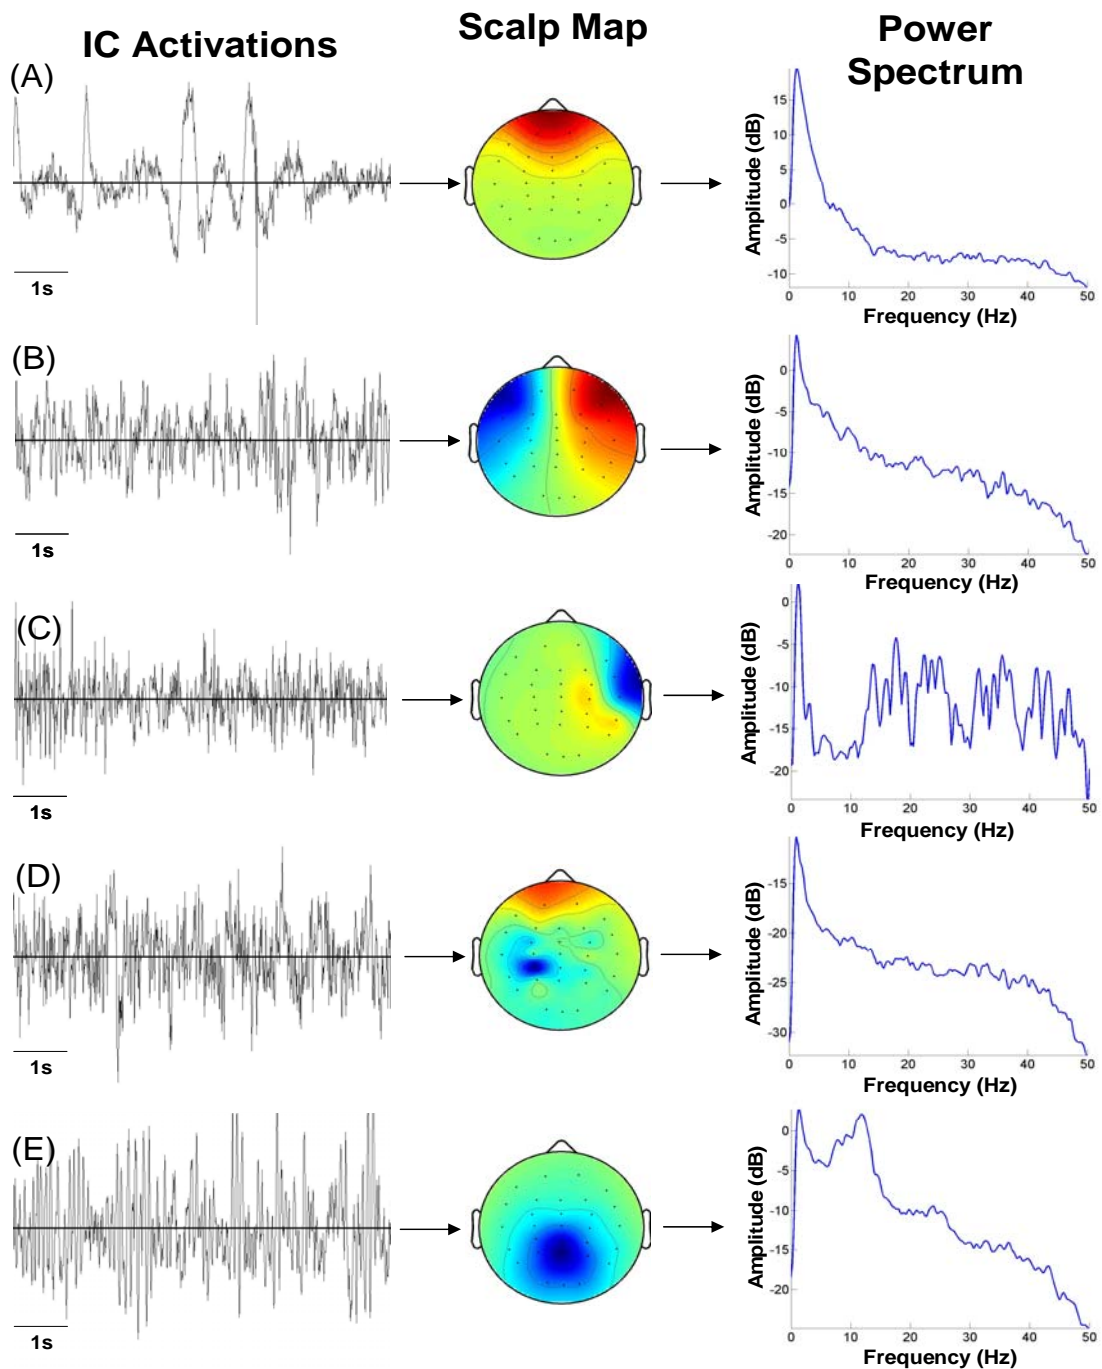 IC Activations
Scalp Map
Power
Spectrum
(A)
1s
Amplitude (dB)
15
10
5
0
-5
-10
0 10 20 30 40 50
Frequency (Hz)
(B)
1s
Amplitude (dB)
0
-5
-10
-15
-20
0 10 20 30 40 50
Frequency (Hz)
(C)
1s
Amplitude (dB)
0
-5
-10
-15
-20
0 10 20 30 40 50
Frequency (Hz)
(D)
1s
Amplitude (dB)
-15
-20
-25
-30
0 10 20 30 40 50
Frequency (Hz)
(E)
1s
Amplitude (dB)
0
-5
-10
-15
-20
0 10 20 30 40 50
Frequency (Hz)